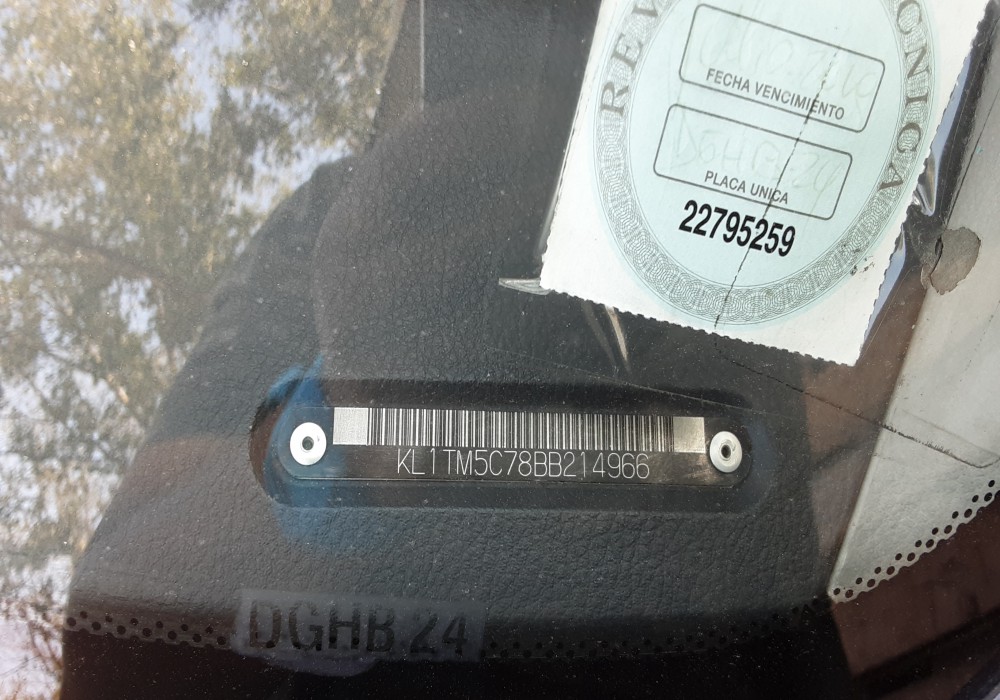 FECHA VENCIMIENTO
PLACA UNICA
22795259
KL1TM5C78BB214966
DGHB 24